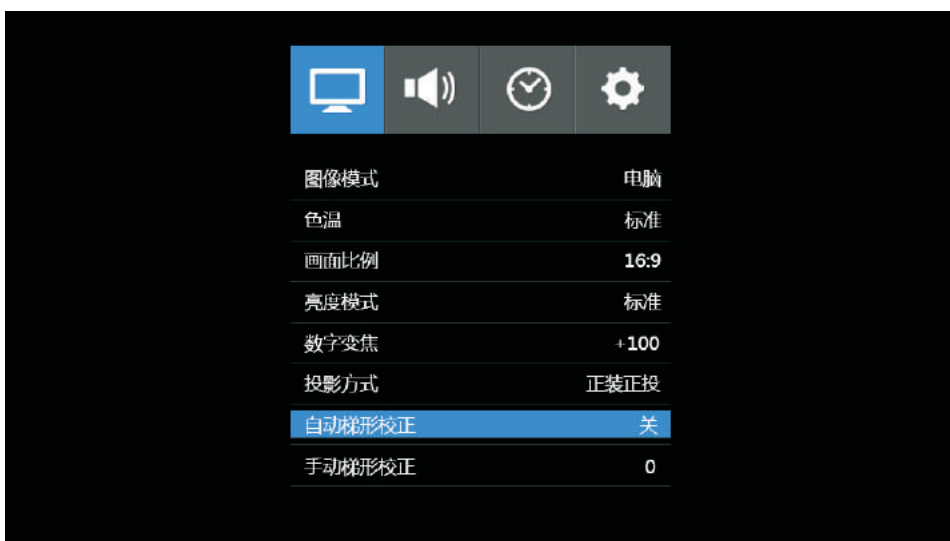 图像模式 电脑
色温 标准
画面比例 16:9
亮度模式 标准
数字变焦 +100
投影方式 正装正投
自动梯形校正 关
手动梯形校正 0